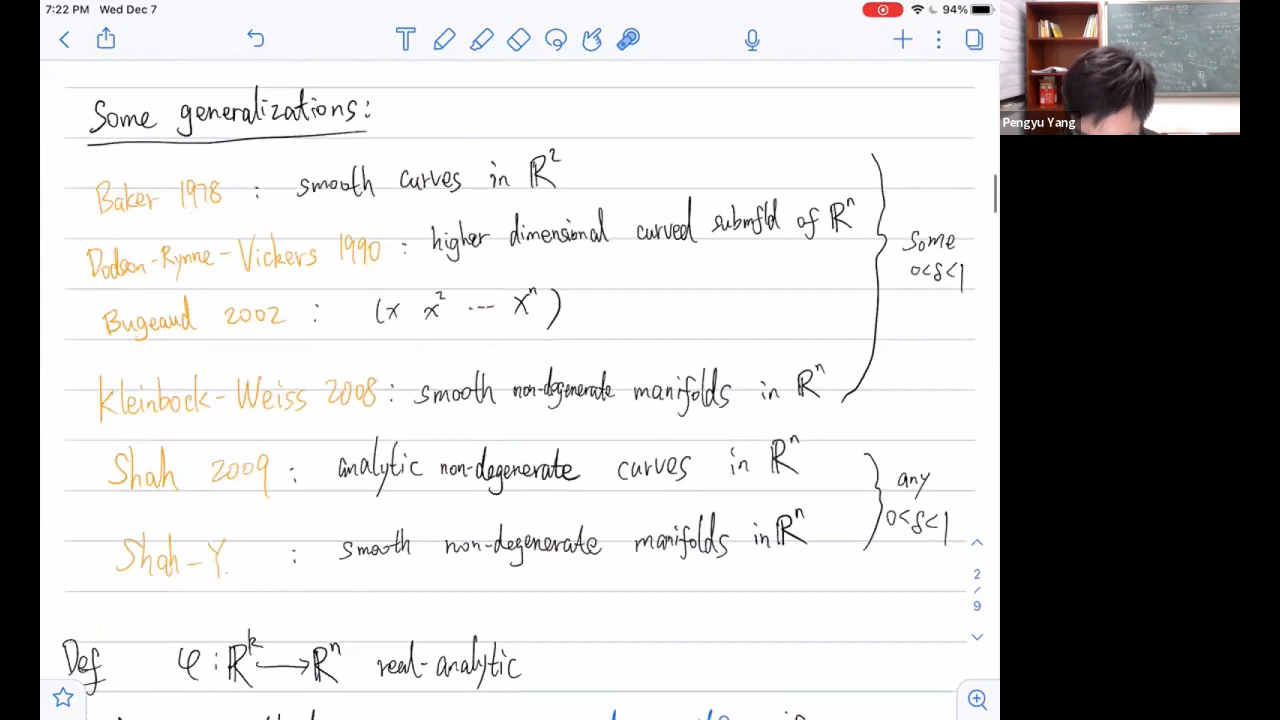 7:22 PM Wed Dec 7
94%
Pengyu Yang
Some generalizations:
Baker 1978 : smooth curves in ℝ²
Dodson-Rynne-Vickers 1990 : higher dimensional curved submfld of ℝⁿ
Bugeaud 2002 : (x x² ... xⁿ)
Kleinbock-Weiss 2008 : smooth non-degenerate manifolds in ℝⁿ
some
0<δ<1
Shah 2009 : analytic non-degenerate curves in ℝⁿ
Shah-Y. : smooth non-degenerate manifolds in ℝⁿ
any
0<δ<1
2
/
9
Def φ : ℝᵏ ⟶ ℝⁿ real-analytic